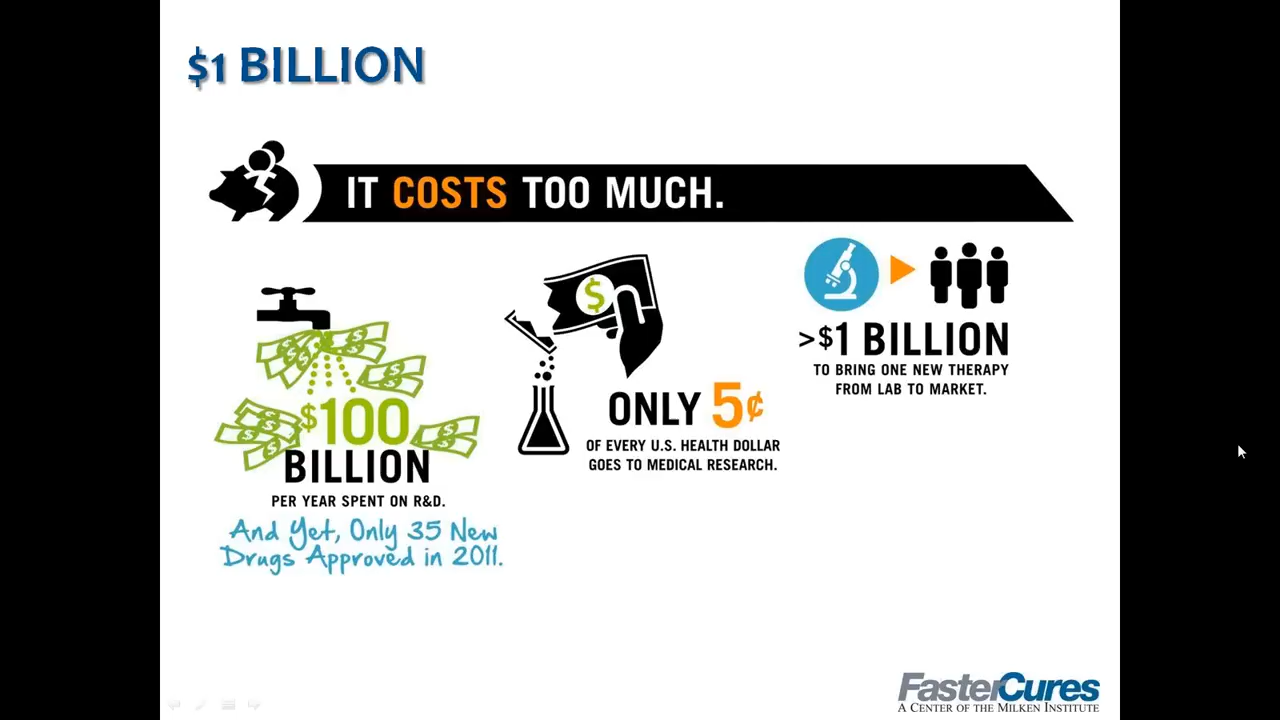 $1 BILLION
IT COSTS TOO MUCH.
$100
BILLION
PER YEAR SPENT ON R&D.
And Yet, Only 35 New
Drugs Approved in 2011.
$
ONLY 5¢
OF EVERY U.S. HEALTH DOLLAR
GOES TO MEDICAL RESEARCH.
>$1 BILLION
TO BRING ONE NEW THERAPY
FROM LAB TO MARKET.
FasterCures
A CENTER OF THE MILKEN INSTITUTE